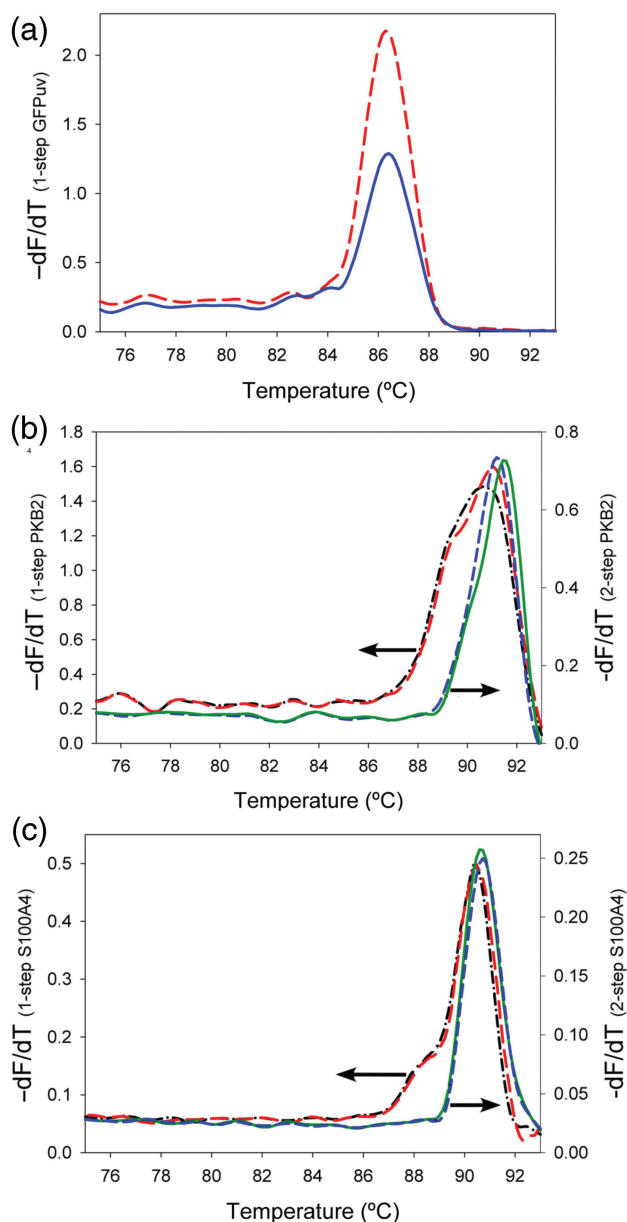 (a)
2.0
1.5
1.0
0.5
0.0
–dF/dT (1-step GFPuv)
76 78 80 82 84 86 88 90 92
Temperature (ºC)
(b)
1.8
1.6
1.4
1.2
1.0
0.8
0.6
0.4
0.2
0.0
4
–dF/dT (1-step PKB2)
0.8
0.6
0.4
0.2
0.0
-dF/dT (2-step PKB2)
76 78 80 82 84 86 88 90 92
Temperature (ºC)
(c)
0.5
0.4
0.3
0.2
0.1
0.0
–dF/dT (1-step S100A4)
0.25
0.20
0.15
0.10
0.05
0.00
-dF/dT (2-step S100A4)
76 78 80 82 84 86 88 90 92
Temperature (ºC)